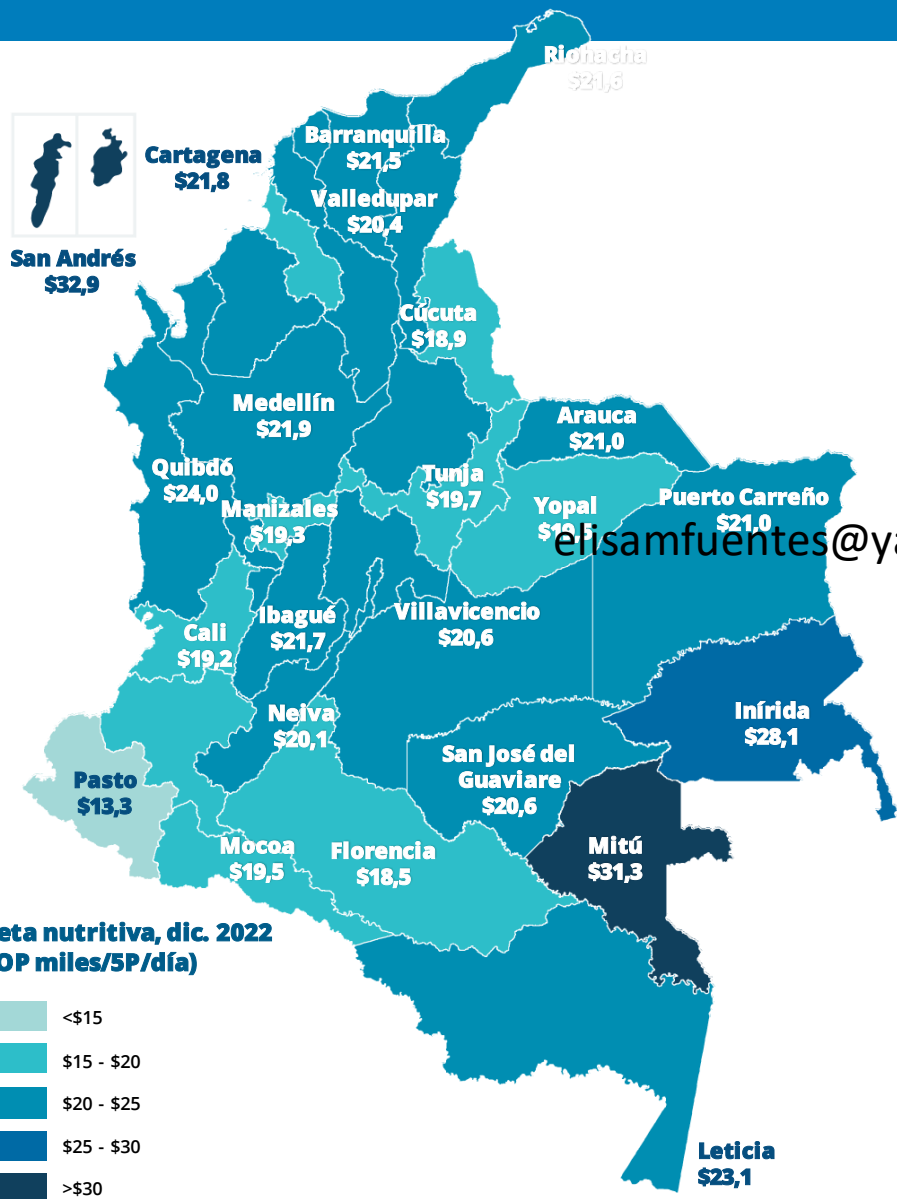 Riohacha
$21,6
Barranquilla
$21,5
Cartagena
$21,8
Valledupar
$20,4
San Andrés
$32,9
Cúcuta
$18,9
Medellín
$21,9
Arauca
$21,0
Quibdó
$24,0
Tunja
$19,7
Manizales
$19,3
Yopal
Puerto Carreño
$21,0
elisamfuentes@ya
Ibagué
$21,7
Villavicencio
$20,6
Cali
$19,2
Neiva
$20,1
Inírida
$28,1
San José del
Guaviare
$20,6
Pasto
$13,3
Mocoa
$19,5
Florencia
$18,5
Mitú
$31,3
eta nutritiva, dic. 2022
OP miles/5P/día)
<$15
$15 - $20
$20 - $25
$25 - $30
>$30
Leticia
$23,1